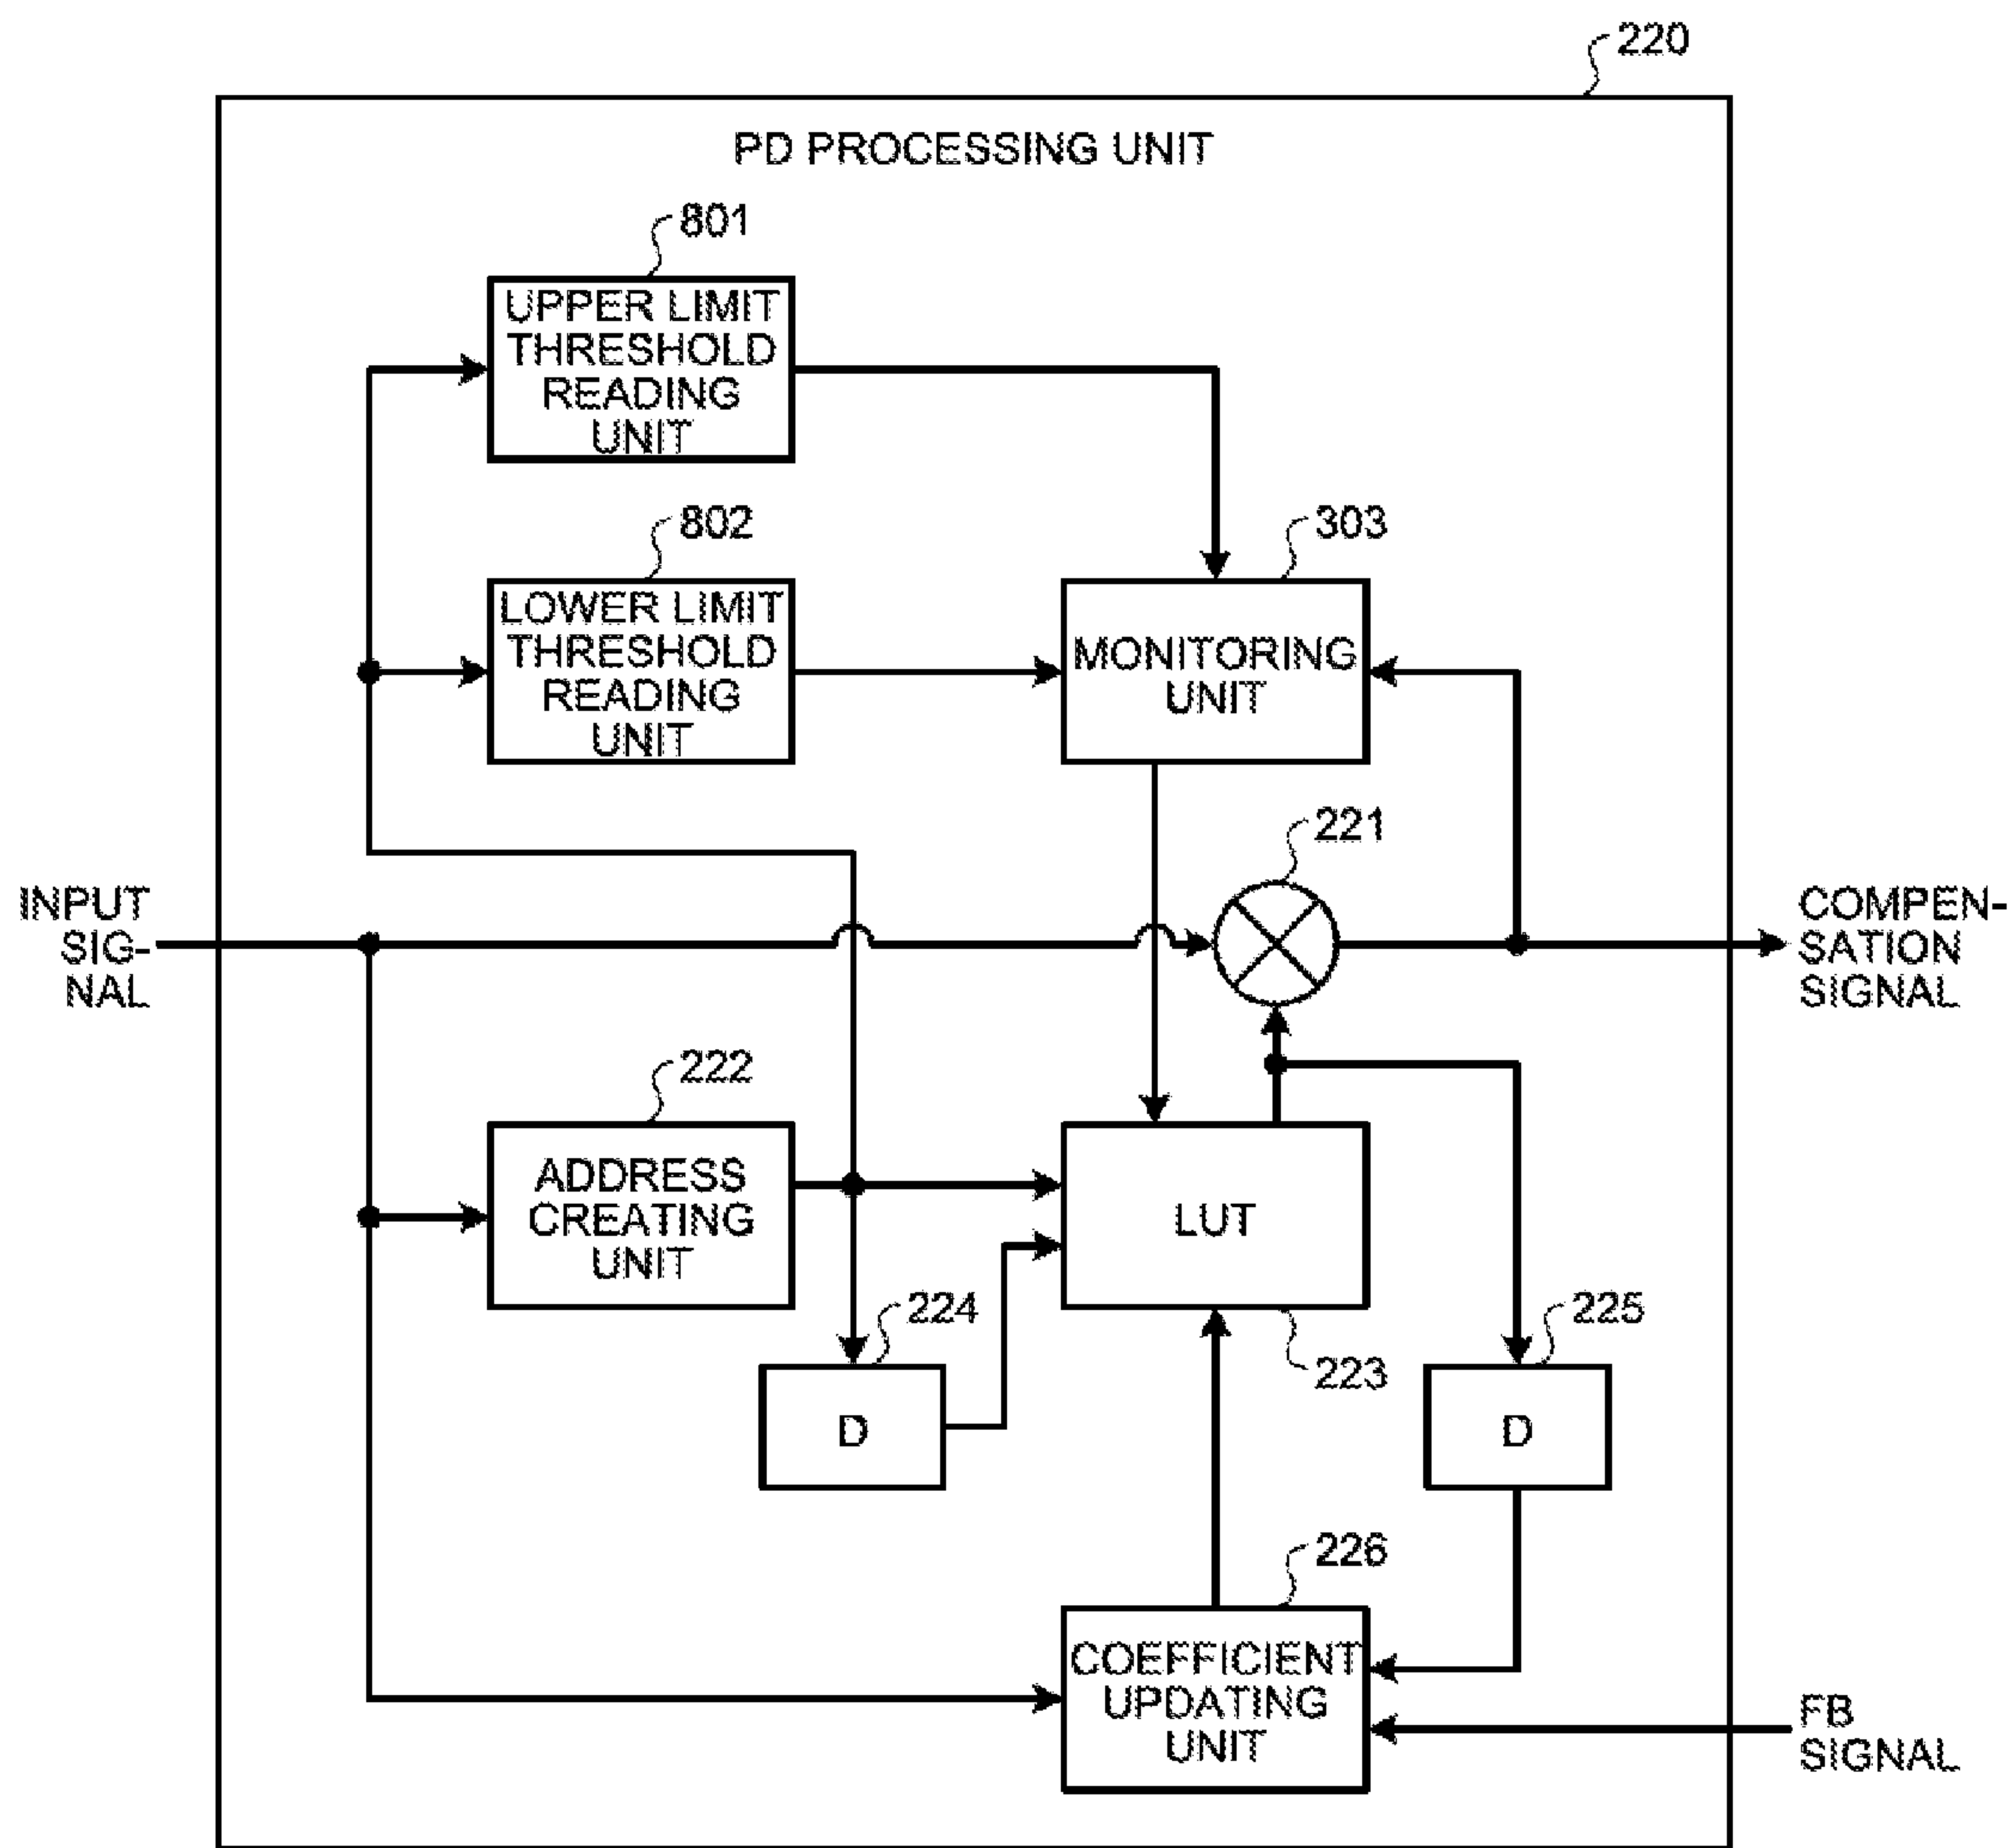 220
PD PROCESSING UNIT
801
UPPER LIMIT
THRESHOLD
READING
UNIT
802
LOWER LIMIT
THRESHOLD
READING
UNIT
303
MONITORING
UNIT
221
INPUT
SIG-
NAL
COMPEN-
SATION
SIGNAL
222
ADDRESS
CREATING
UNIT
LUT
223
224
D
225
D
226
COEFFICIENT
UPDATING
UNIT
FB
SIGNAL